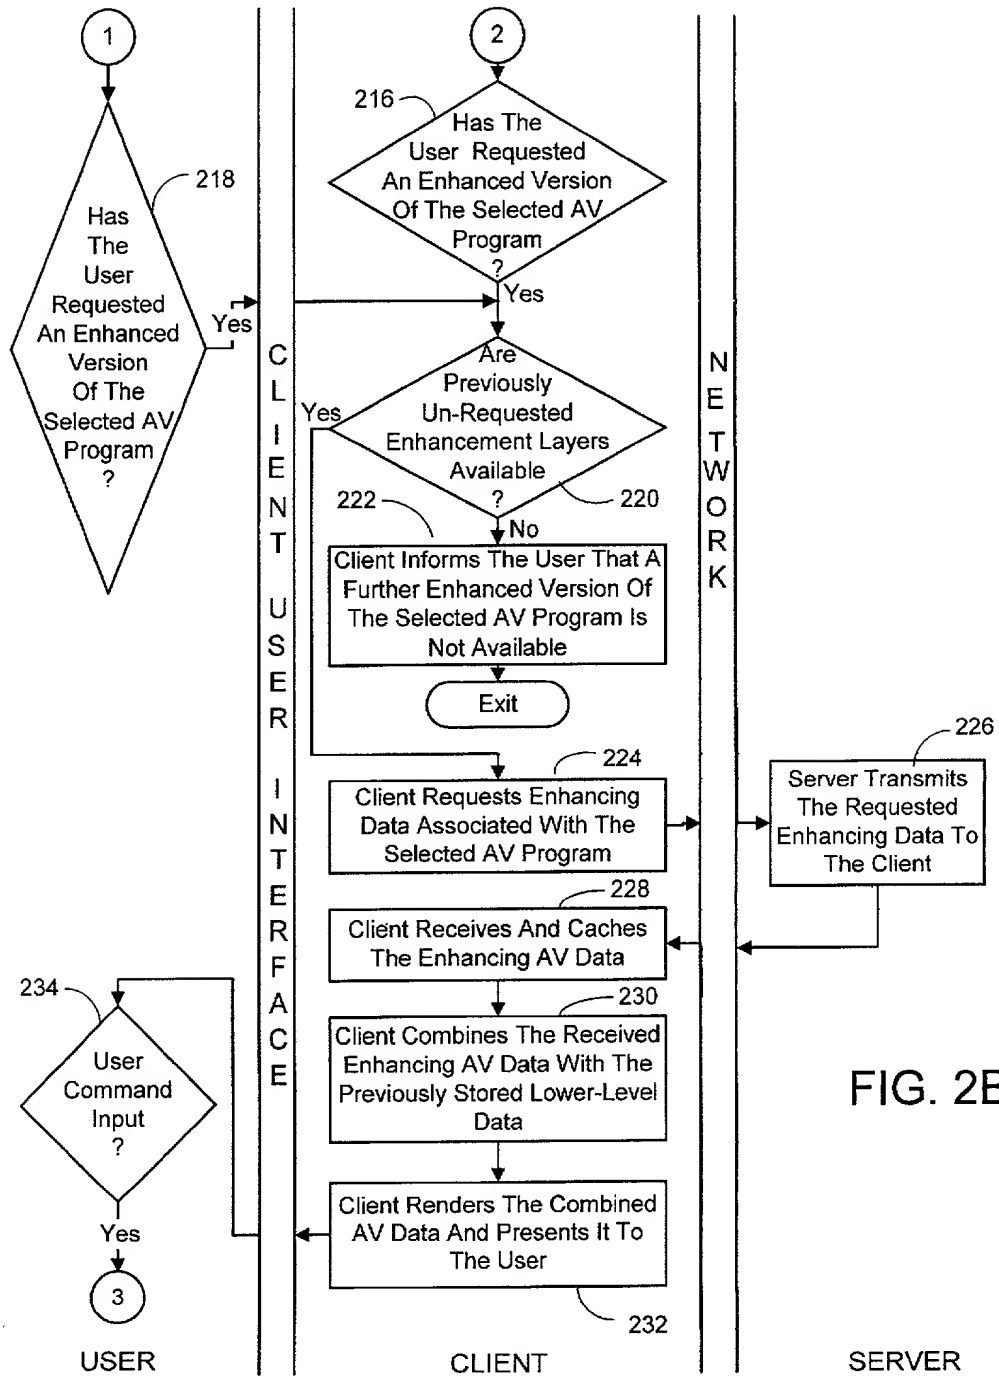 1
2
216
Has The
User Requested
An Enhanced Version
Of The Selected AV
Program
?
Yes
218
Has
The
User
Requested
An Enhanced
Version
Of The
Selected AV
Program
?
Yes
CLIENT USER INTERFACE
NETWORK
Are
Previously
Un-Requested
Enhancement Layers
Available
?
Yes
220
No
222
Client Informs The User That A
Further Enhanced Version Of
The Selected AV Program Is
Not Available
Exit
224
Client Requests Enhancing
Data Associated With The
Selected AV Program
226
Server Transmits
The Requested
Enhancing Data To
The Client
228
Client Receives And Caches
The Enhancing AV Data
230
Client Combines The Received
Enhancing AV Data With The
Previously Stored Lower-Level
Data
Client Renders The Combined
AV Data And Presents It To
The User
232
234
User
Command
Input
?
Yes
3
FIG. 2B
USER
CLIENT
SERVER